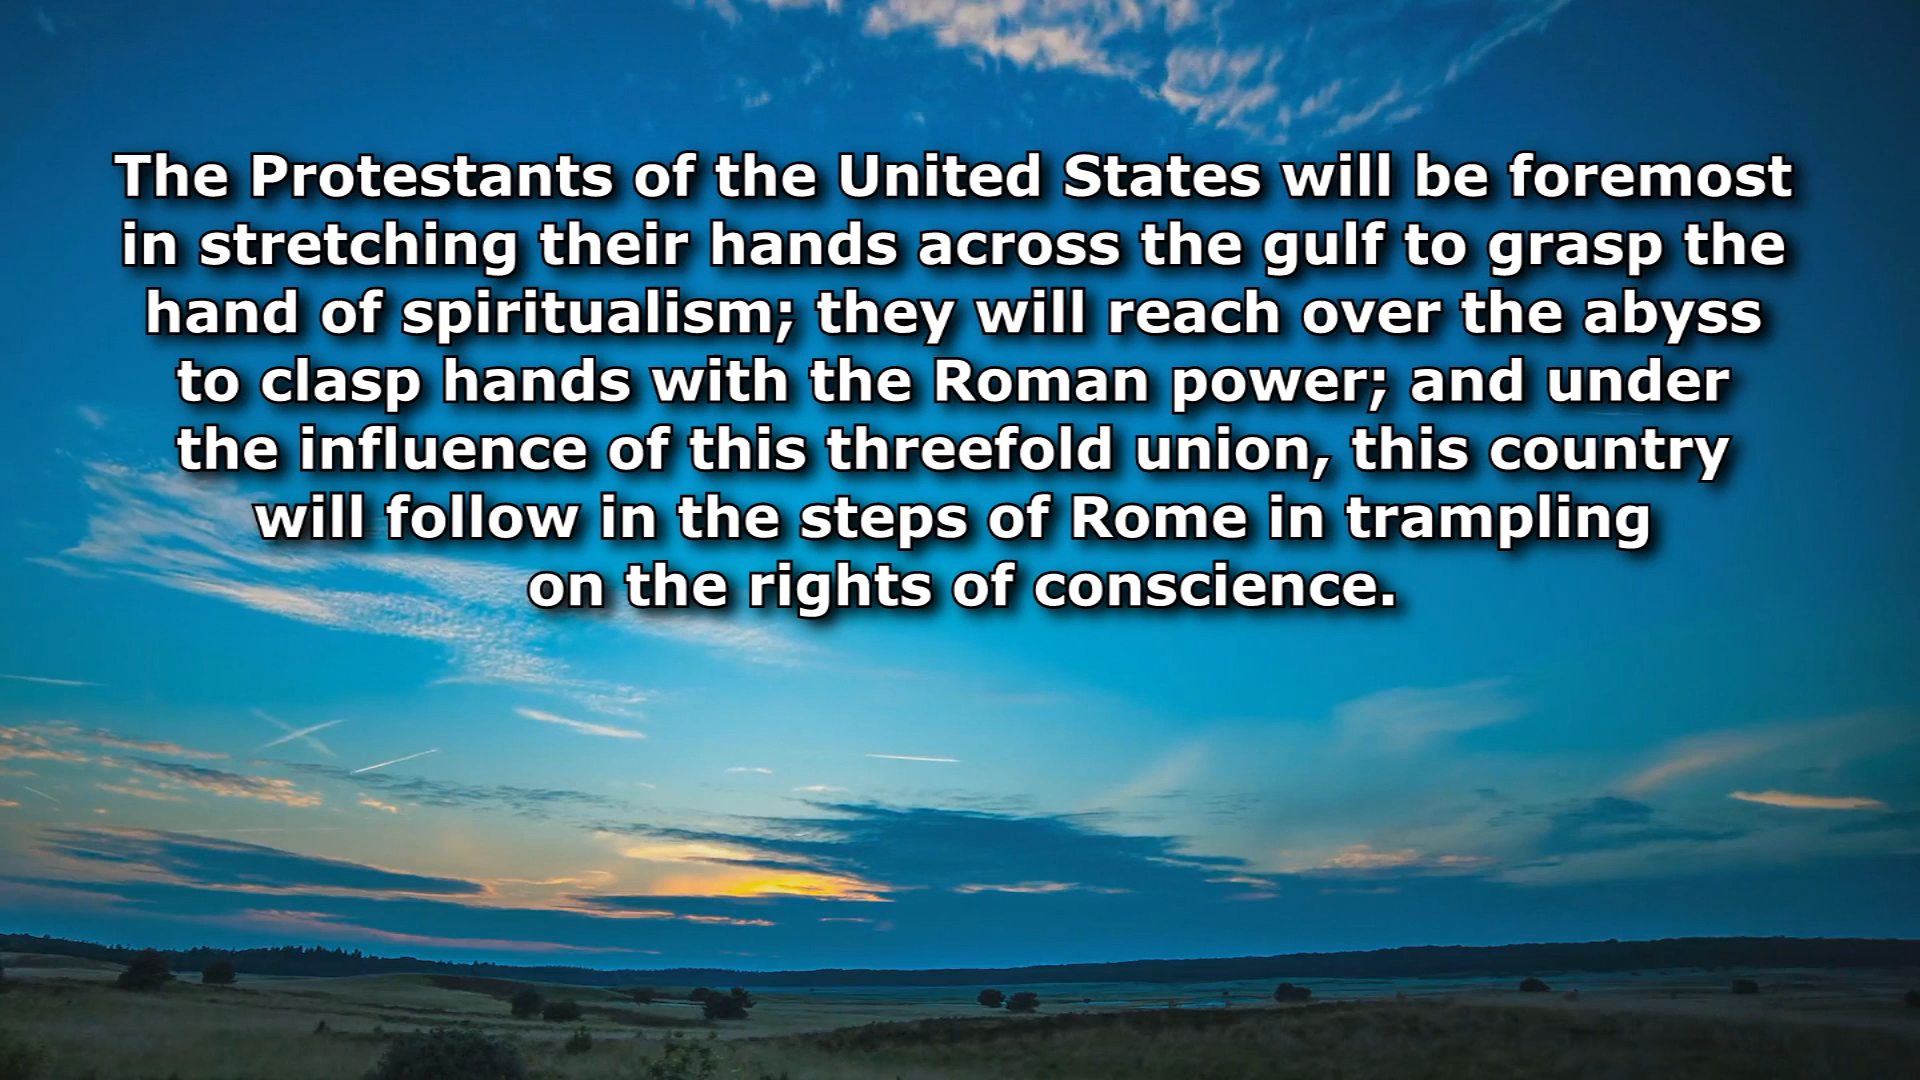 The Protestants of the United States will be foremost
in stretching their hands across the gulf to grasp the
hand of spiritualism; they will reach over the abyss
to clasp hands with the Roman power; and under
the influence of this threefold union, this country
will follow in the steps of Rome in trampling
on the rights of conscience.